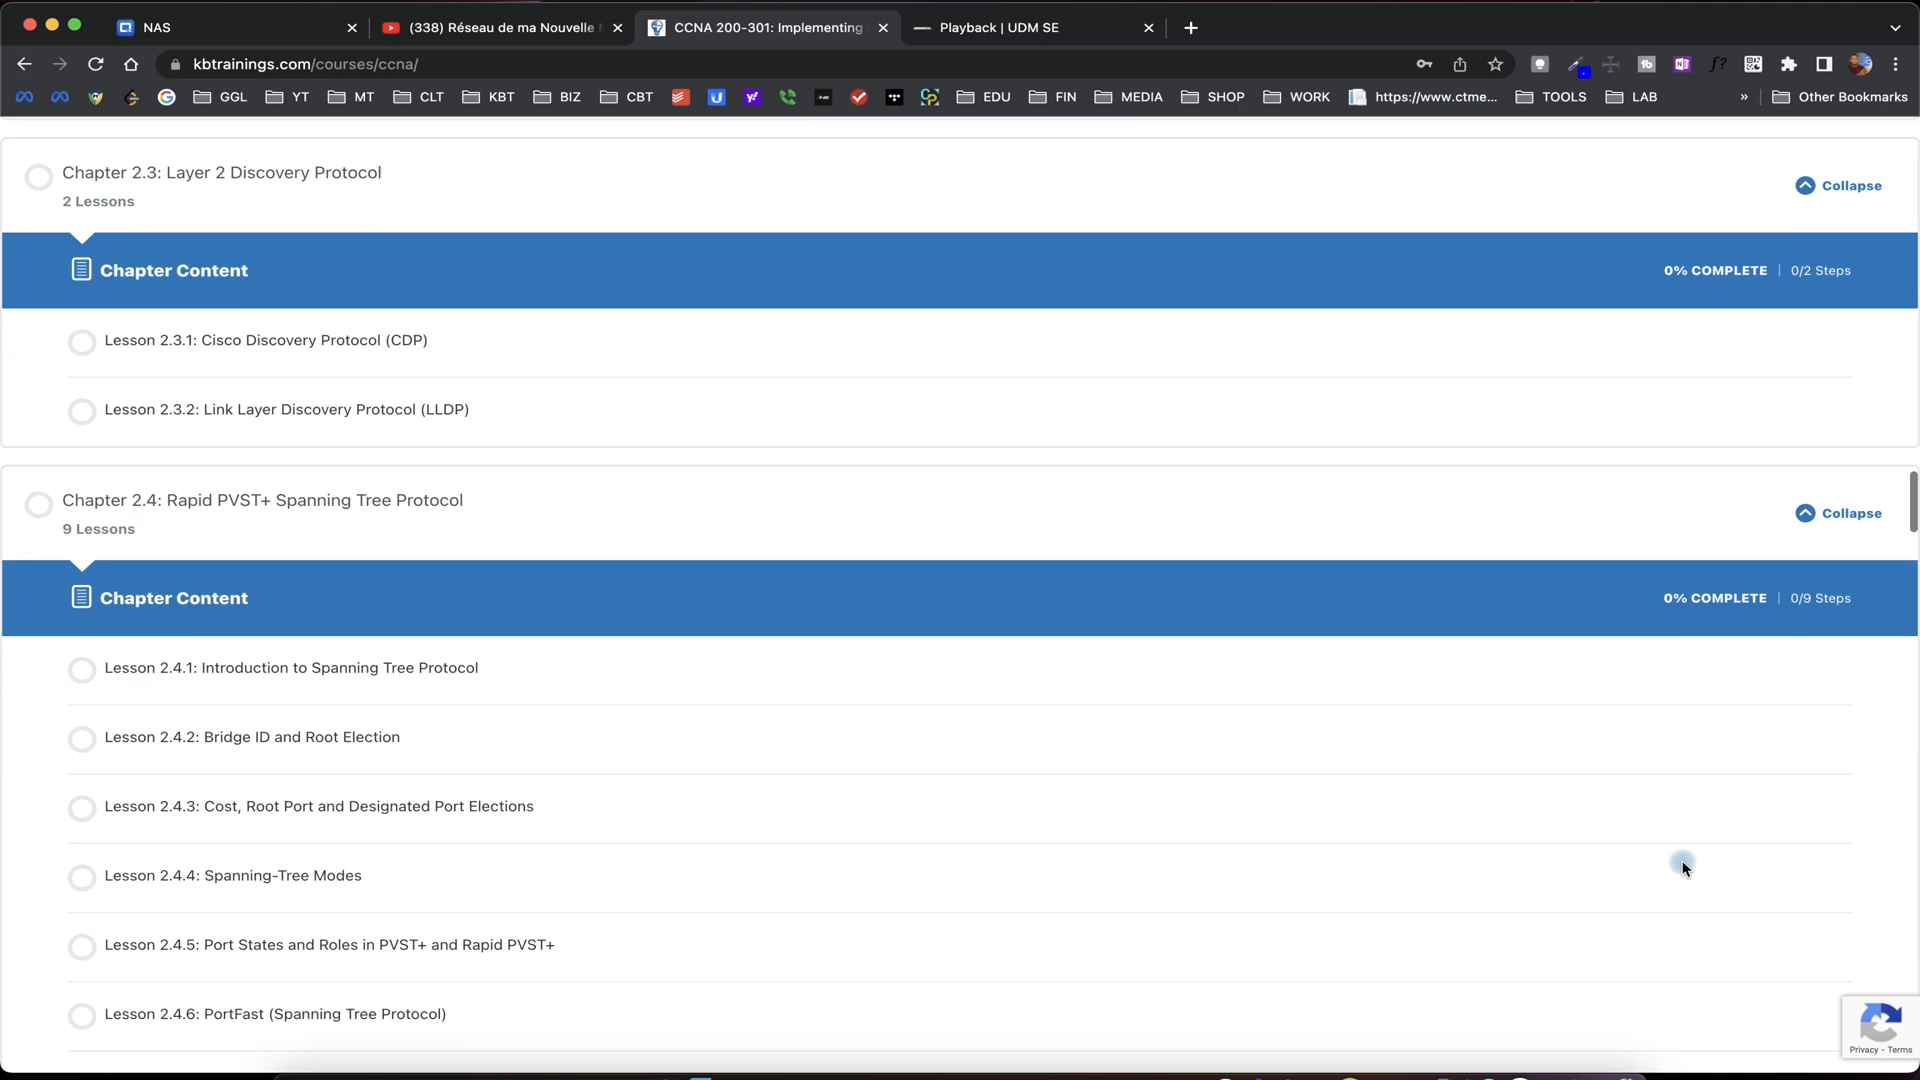 NAS
(338) Réseau de ma Nouvelle
CCNA 200-301: Implementing
Playback | UDM SE
kbtrainings.com/courses/ccna/
GGL
YT
MT
CLT
KBT
BIZ
CBT
EDU
FIN
MEDIA
SHOP
WORK
https://www.ctme...
TOOLS
LAB
»
Other Bookmarks
Chapter 2.3: Layer 2 Discovery Protocol
2 Lessons
Collapse
Chapter Content
0% COMPLETE | 0/2 Steps
Lesson 2.3.1: Cisco Discovery Protocol (CDP)
Lesson 2.3.2: Link Layer Discovery Protocol (LLDP)
Chapter 2.4: Rapid PVST+ Spanning Tree Protocol
9 Lessons
Collapse
Chapter Content
0% COMPLETE | 0/9 Steps
Lesson 2.4.1: Introduction to Spanning Tree Protocol
Lesson 2.4.2: Bridge ID and Root Election
Lesson 2.4.3: Cost, Root Port and Designated Port Elections
Lesson 2.4.4: Spanning-Tree Modes
Lesson 2.4.5: Port States and Roles in PVST+ and Rapid PVST+
Lesson 2.4.6: PortFast (Spanning Tree Protocol)
Privacy - Terms